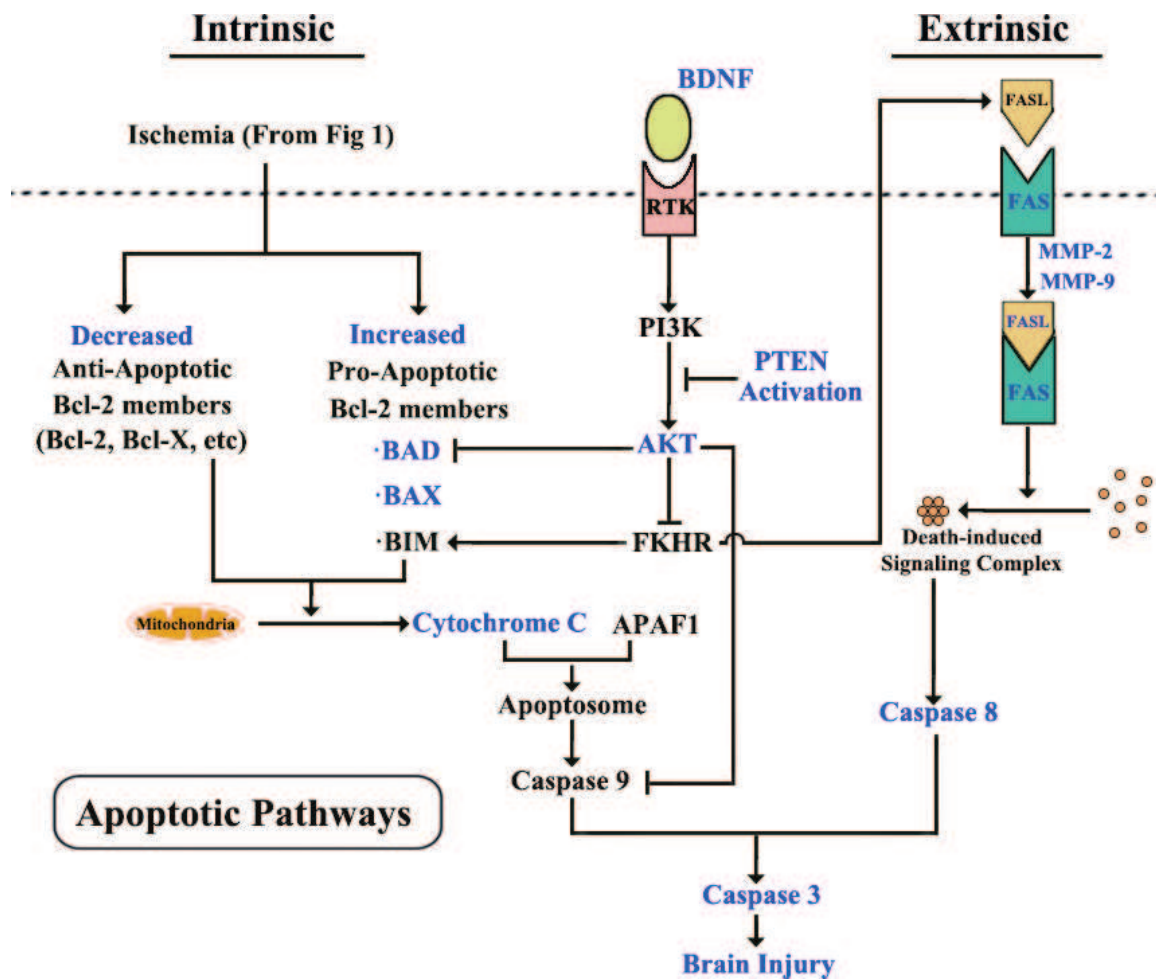 Intrinsic
Extrinsic
BDNF
FASL
Ischemia (From Fig 1)
RTK
FAS
MMP-2
MMP-9
FASL
FAS
Decreased
Anti-Apoptotic
Bcl-2 members
(Bcl-2, Bcl-X, etc)
Increased
Pro-Apoptotic
Bcl-2 members
·BAD
·BAX
·BIM
PI3K
PTEN
Activation
AKT
FKHR
Death-induced
Signaling Complex
Mitochondria
Cytochrome C
APAF1
Apoptosome
Caspase 8
Caspase 9
Apoptotic Pathways
Caspase 3
Brain Injury